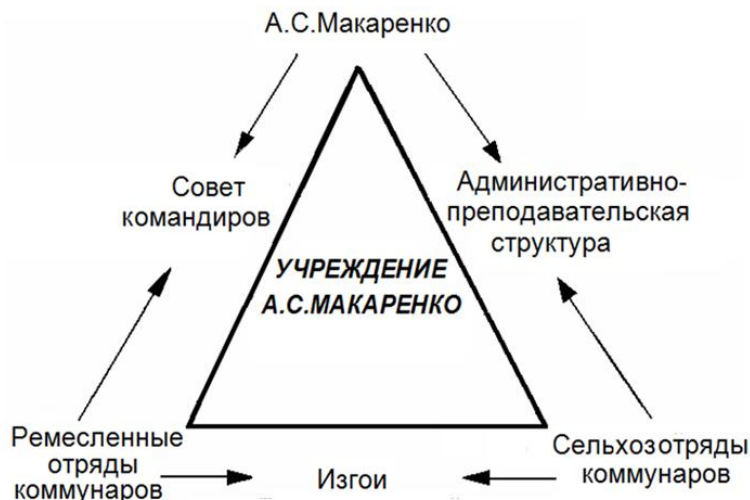 А.С.Макаренко
Совет
командиров
Административно-
преподавательская
структура
УЧРЕЖДЕНИЕ
А.С.МАКАРЕНКО
Ремесленные
отряды
коммунаров
Изгои
Сельхозотряды
коммунаров